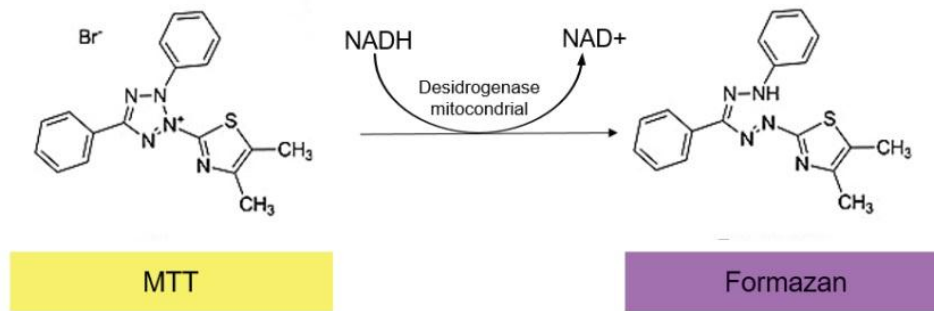 Br-
NADH
NAD+
Desidrogenase
mitocondrial
N
N
N
N+
S
N
CH3
CH3
N
NH
N
N
S
N
CH3
CH3
MTT
Formazan